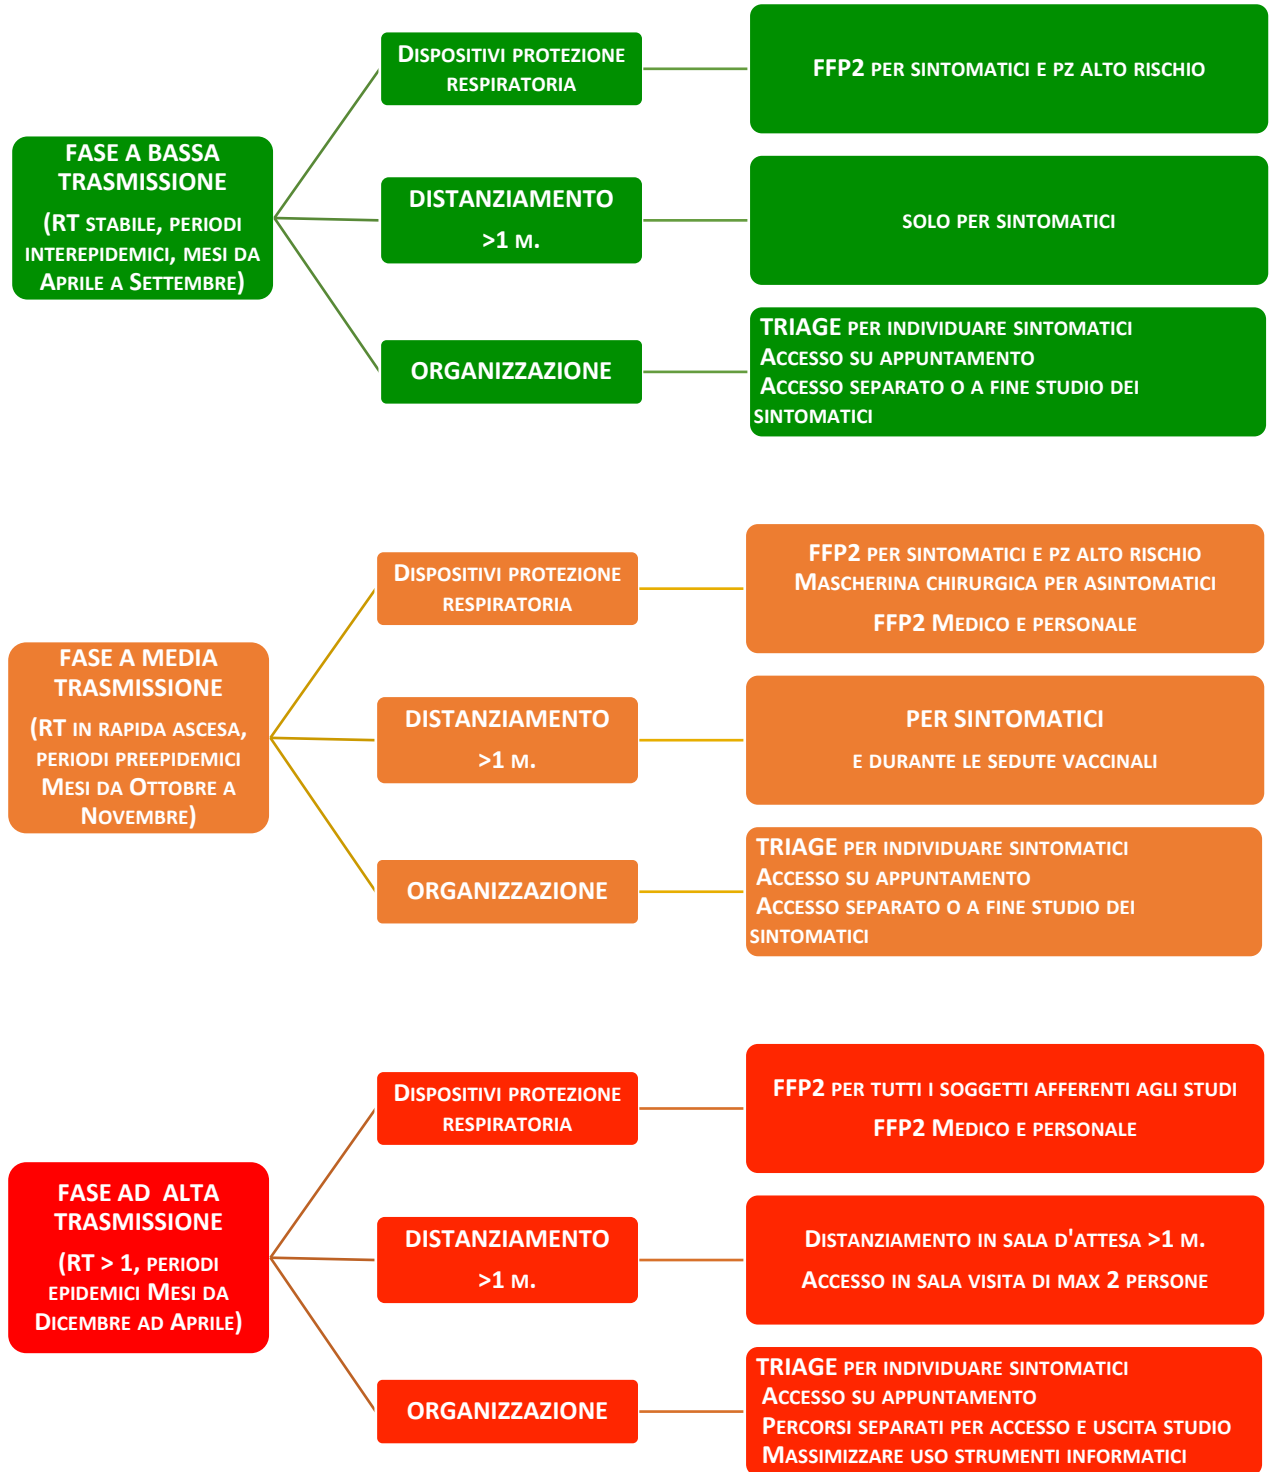 FASE A BASSA
TRASMISSIONE
(RT STABILE, PERIODI
INTEREPIDEMICI, MESI DA
APRILE A SETTEMBRE)
DISPOSITIVI PROTEZIONE
RESPIRATORIA
FFP2 PER SINTOMATICI E PZ ALTO RISCHIO
DISTANZIAMENTO
>1 M.
SOLO PER SINTOMATICI
ORGANIZZAZIONE
TRIAGE PER INDIVIDUARE SINTOMATICI
ACCESSO SU APPUNTAMENTO
ACCESSO SEPARATO O A FINE STUDIO DEI
SINTOMATICI
FASE A MEDIA
TRASMISSIONE
(RT IN RAPIDA ASCESA,
PERIODI PREEPIDEMICI
MESI DA OTTOBRE A
NOVEMBRE)
DISPOSITIVI PROTEZIONE
RESPIRATORIA
FFP2 PER SINTOMATICI E PZ ALTO RISCHIO
MASCHERINA CHIRURGICA PER ASINTOMATICI
FFP2 MEDICO E PERSONALE
DISTANZIAMENTO
>1 M.
PER SINTOMATICI
E DURANTE LE SEDUTE VACCINALI
ORGANIZZAZIONE
TRIAGE PER INDIVIDUARE SINTOMATICI
ACCESSO SU APPUNTAMENTO
ACCESSO SEPARATO O A FINE STUDIO DEI
SINTOMATICI
FASE AD ALTA
TRASMISSIONE
(RT > 1, PERIODI
EPIDEMICI MESI DA
DICEMBRE AD APRILE)
DISPOSITIVI PROTEZIONE
RESPIRATORIA
FFP2 PER TUTTI I SOGGETTI AFFERENTI AGLI STUDI
FFP2 MEDICO E PERSONALE
DISTANZIAMENTO
>1 M.
DISTANZIAMENTO IN SALA D'ATTESA >1 M.
ACCESSO IN SALA VISITA DI MAX 2 PERSONE
ORGANIZZAZIONE
TRIAGE PER INDIVIDUARE SINTOMATICI
ACCESSO SU APPUNTAMENTO
PERCORSI SEPARATI PER ACCESSO E USCITA STUDIO
MASSIMIZZARE USO STRUMENTI INFORMATICI